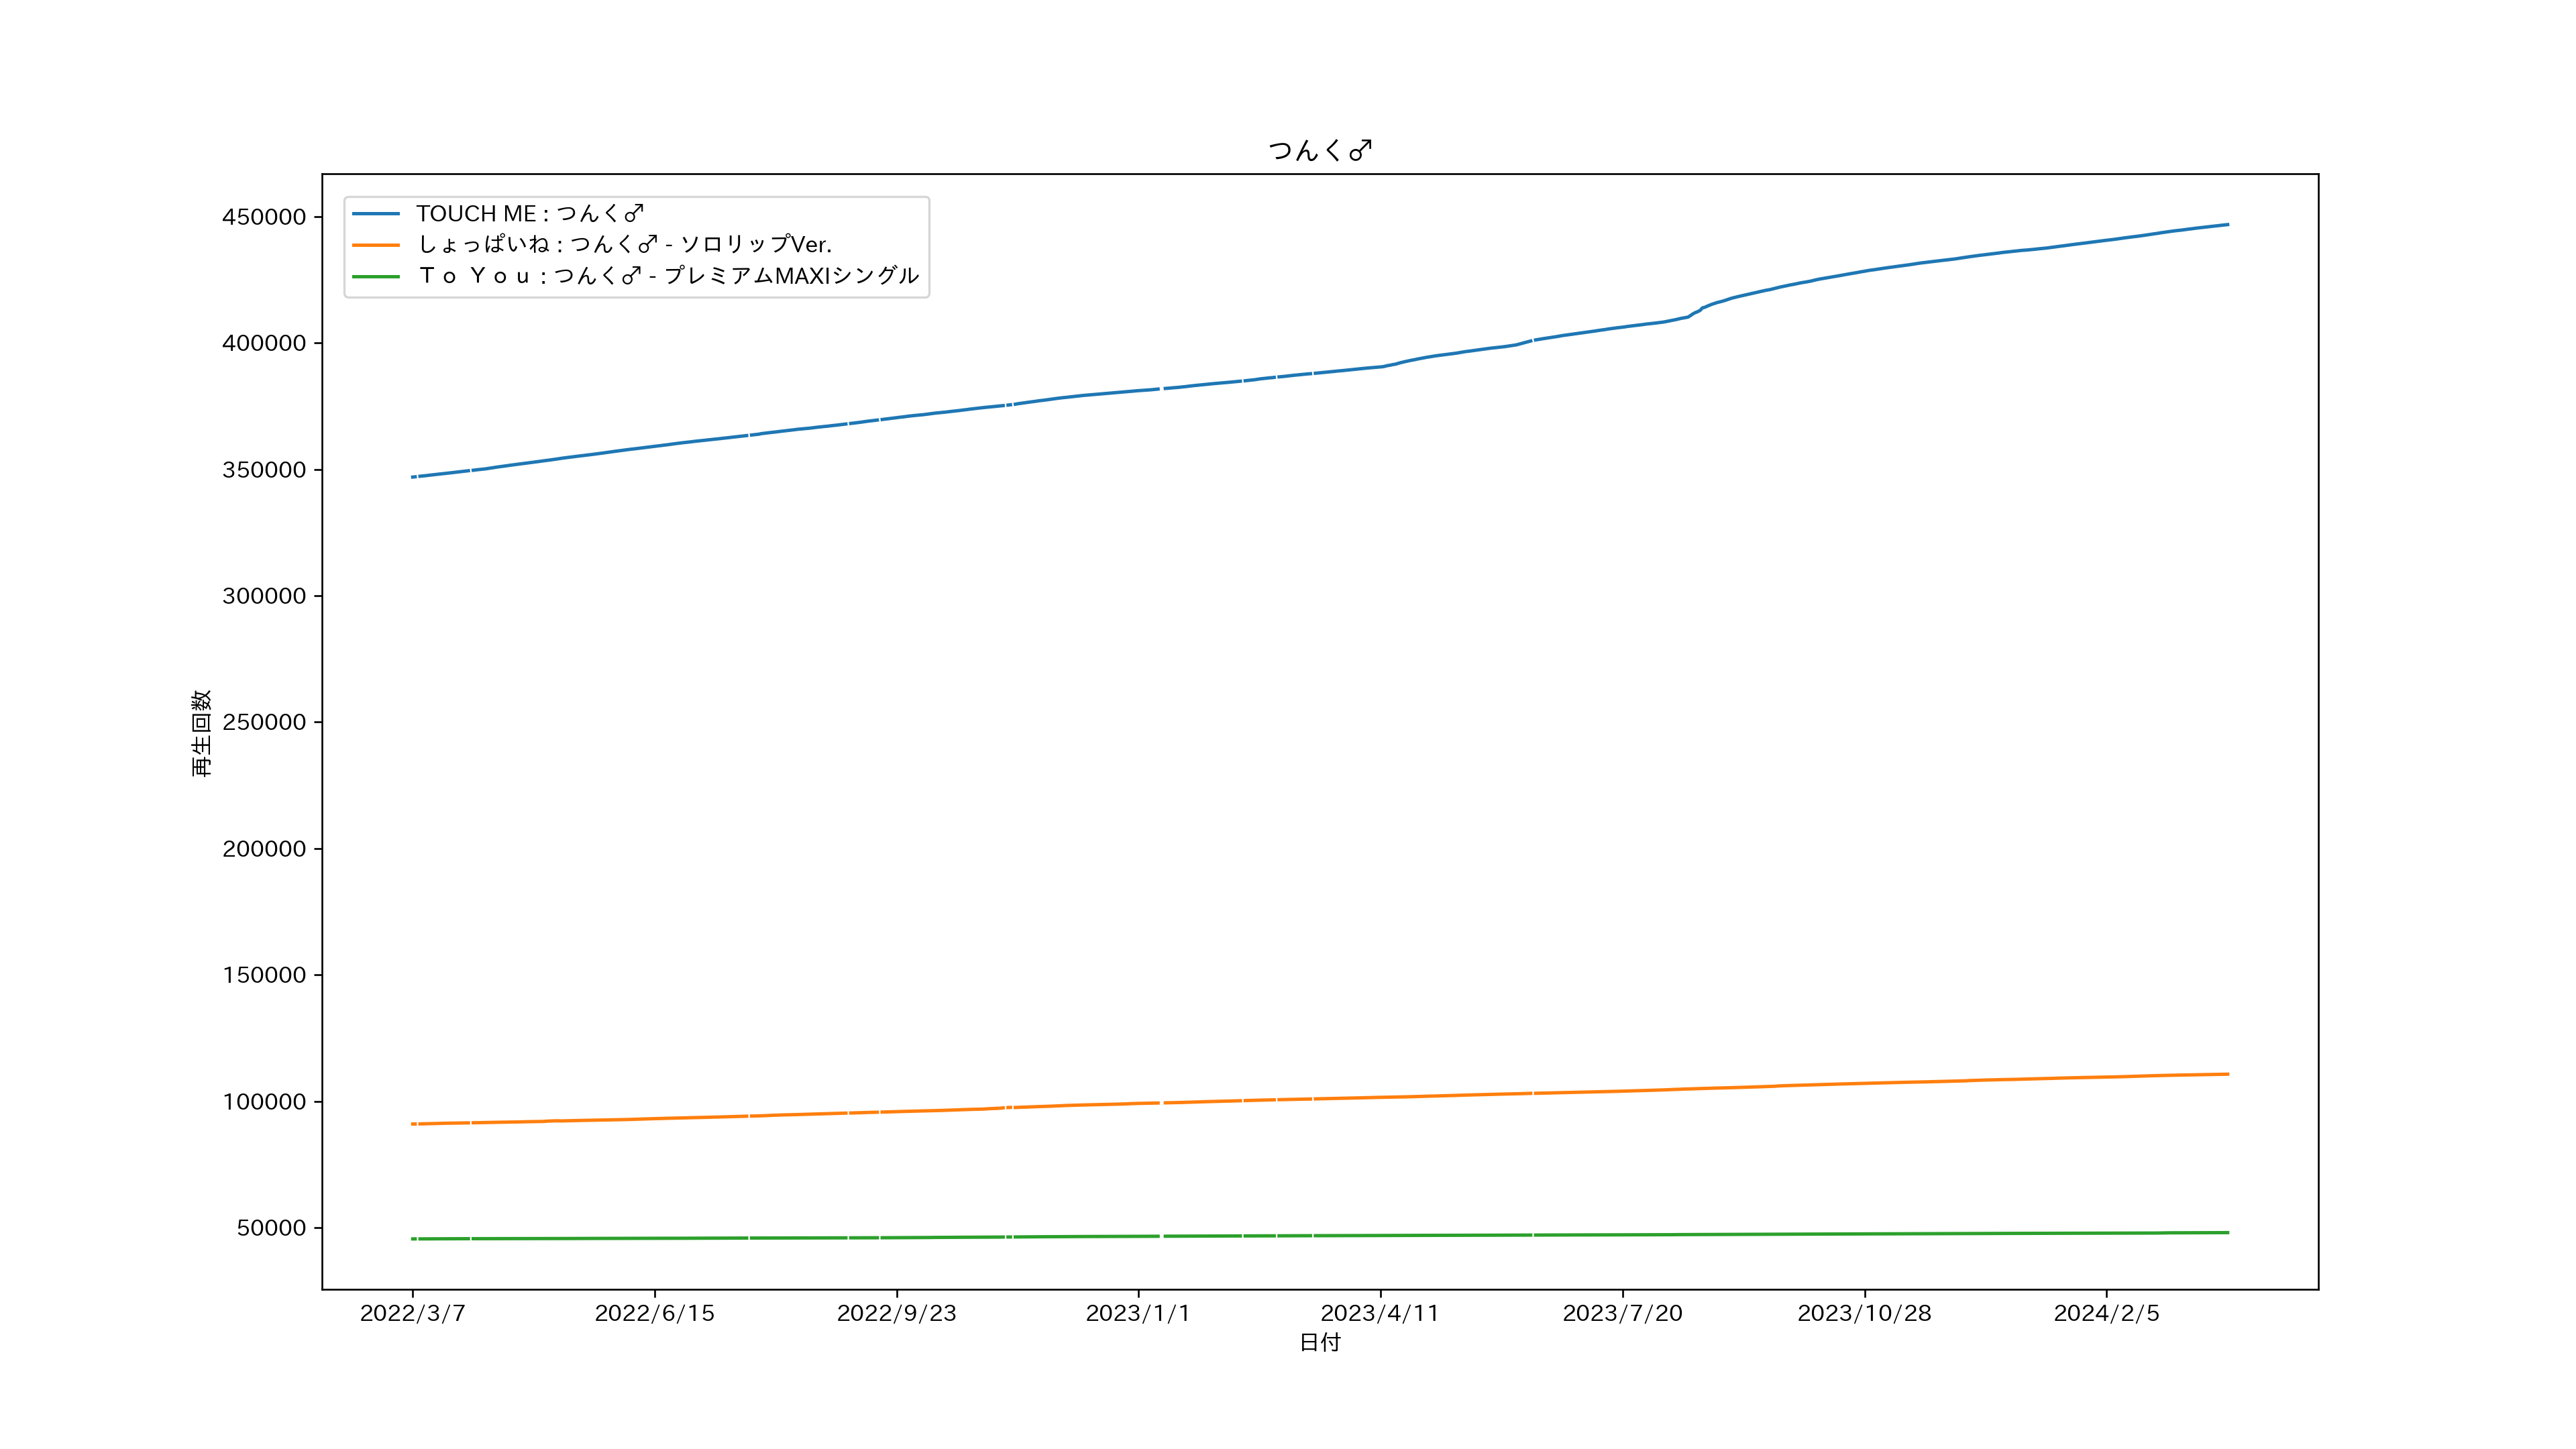 つんく♂
TOUCH ME : つんく♂
しょっぱいね : つんく♂ - ソロリップVer.
Ｔｏ Ｙｏｕ : つんく♂ - プレミアムMAXIシングル
450000
400000
350000
300000
250000
200000
150000
100000
50000
再生回数
2022/3/7
2022/6/15
2022/9/23
2023/1/1
2023/4/11
2023/7/20
2023/10/28
2024/2/5
日付